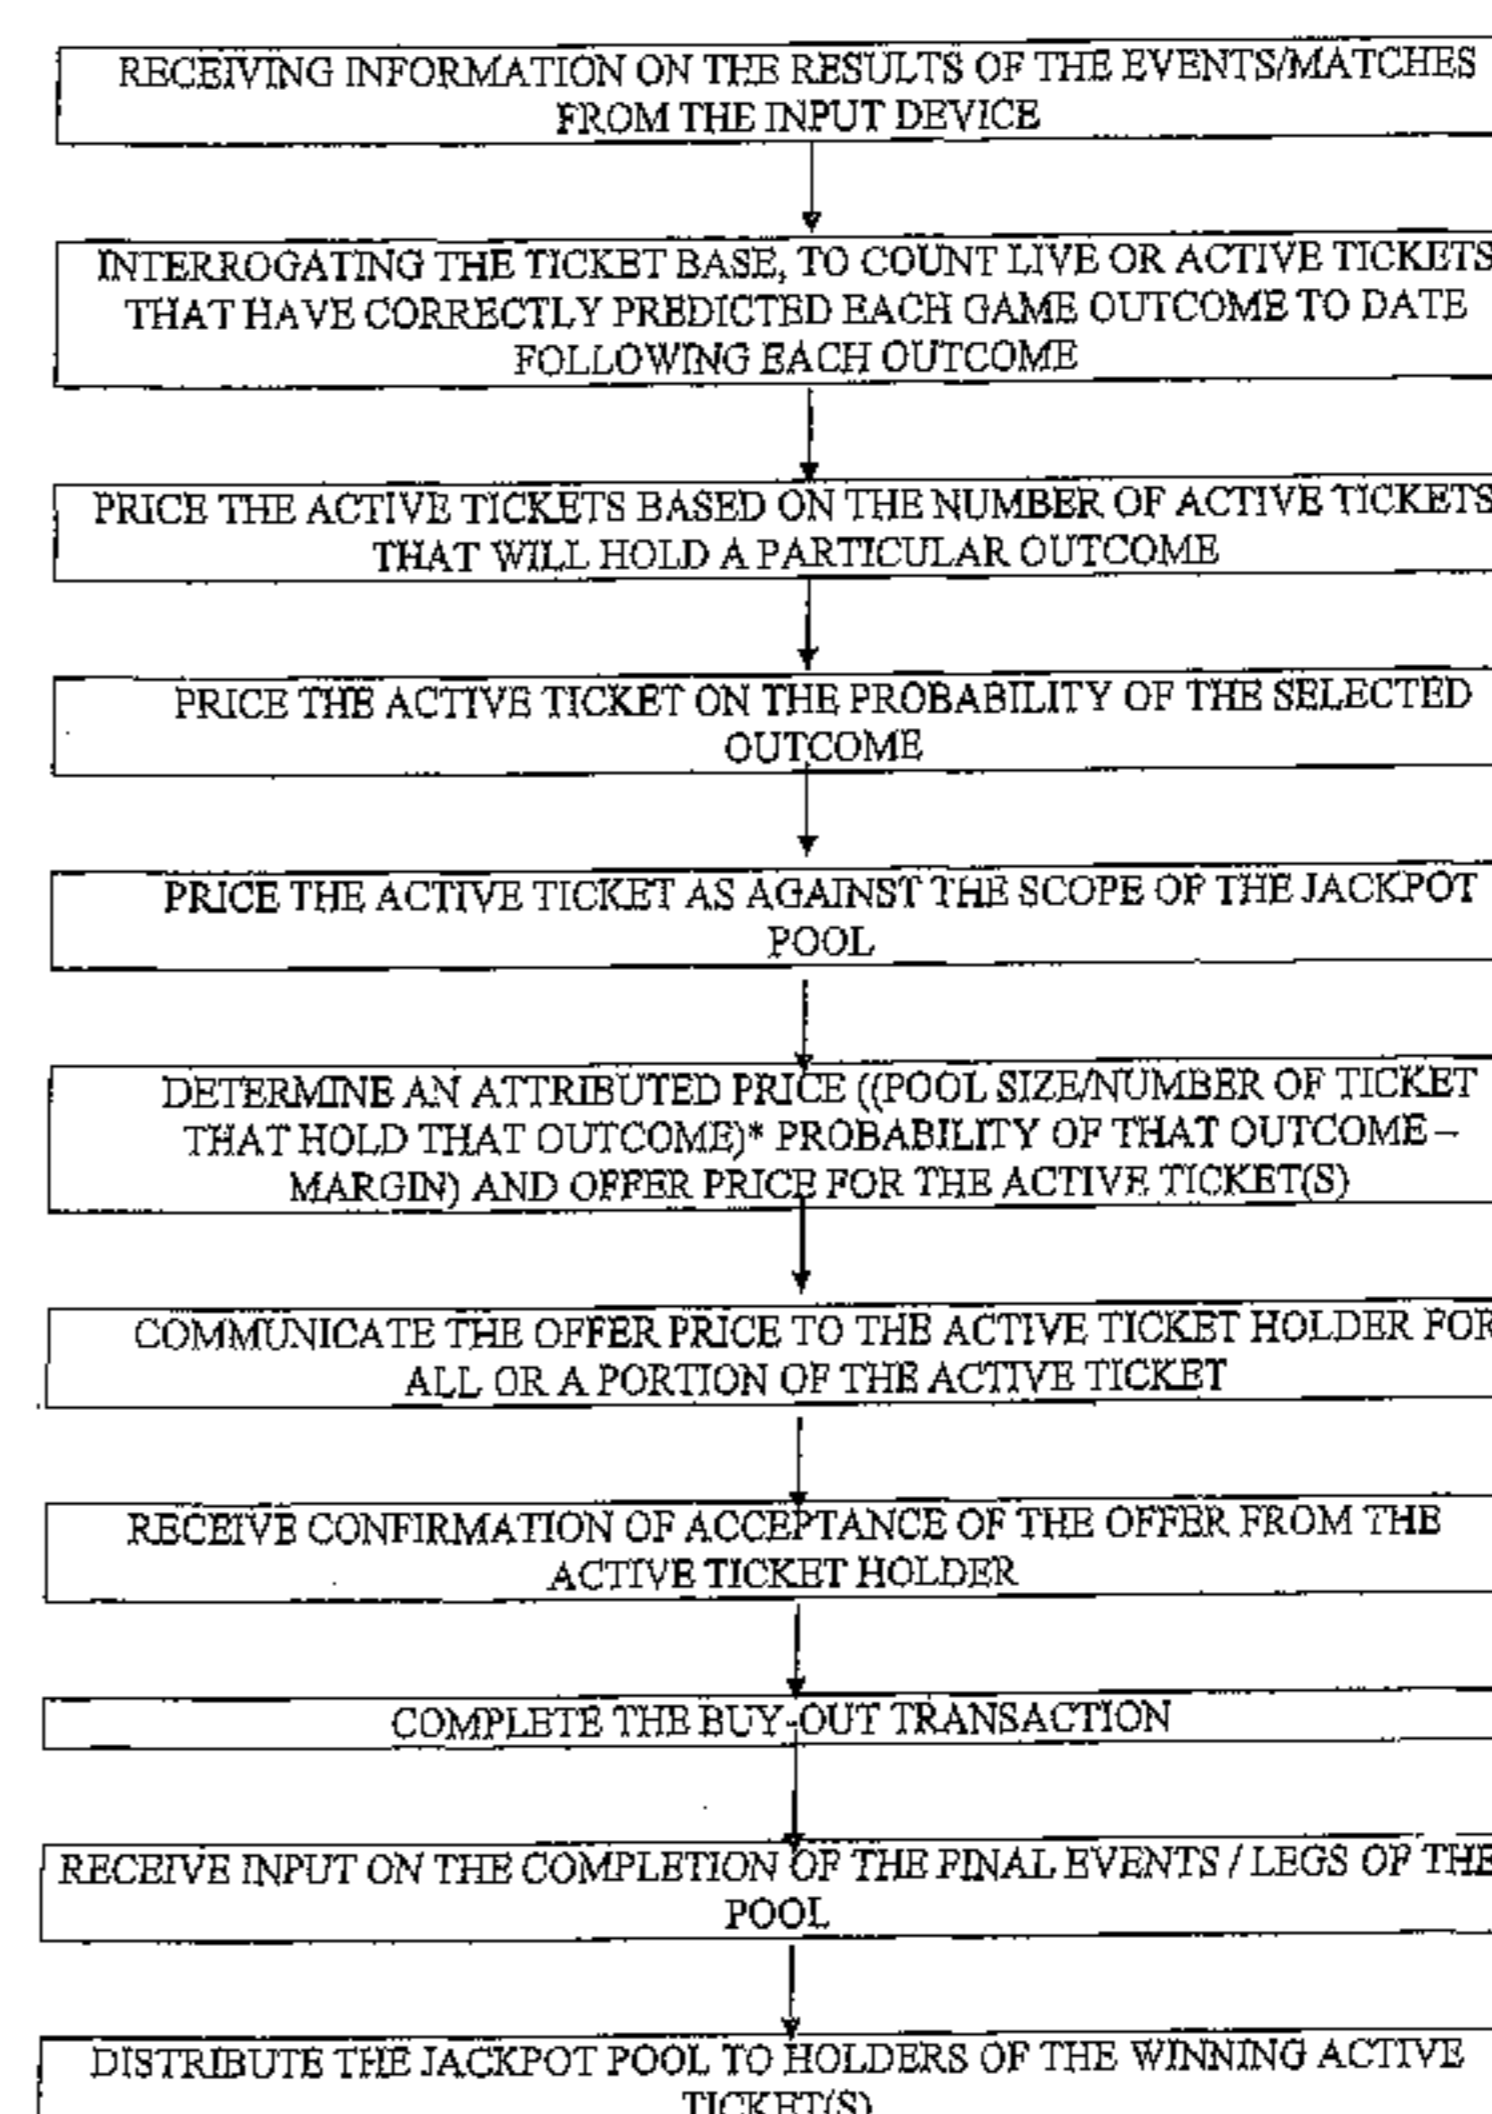 RECEIVING INFORMATION ON THE RESULTS OF THE EVENTS/MATCHES
FROM THE INPUT DEVICE
INTERROGATING THE TICKET BASE, TO COUNT LIVE OR ACTIVE TICKETS
THAT HAVE CORRECTLY PREDICTED EACH GAME OUTCOME TO DATE
FOLLOWING EACH OUTCOME
PRICE THE ACTIVE TICKETS BASED ON THE NUMBER OF ACTIVE TICKETS
THAT WILL HOLD A PARTICULAR OUTCOME
PRICE THE ACTIVE TICKET ON THE PROBABILITY OF THE SELECTED
OUTCOME
PRICE THE ACTIVE TICKET AS AGAINST THE SCOPE OF THE JACKPOT
POOL
DETERMINE AN ATTRIBUTED PRICE ((POOL SIZE/NUMBER OF TICKET
THAT HOLD THAT OUTCOME)* PROBABILITY OF THAT OUTCOME –
MARGIN) AND OFFER PRICE FOR THE ACTIVE TICKET(S)
COMMUNICATE THE OFFER PRICE TO THE ACTIVE TICKET HOLDER FOR
ALL OR A PORTION OF THE ACTIVE TICKET
RECEIVE CONFIRMATION OF ACCEPTANCE OF THE OFFER FROM THE
ACTIVE TICKET HOLDER
COMPLETE THE BUY-OUT TRANSACTION
RECEIVE INPUT ON THE COMPLETION OF THE FINAL EVENTS / LEGS OF THE
POOL
DISTRIBUTE THE JACKPOT POOL TO HOLDERS OF THE WINNING ACTIVE
TICKET(S)